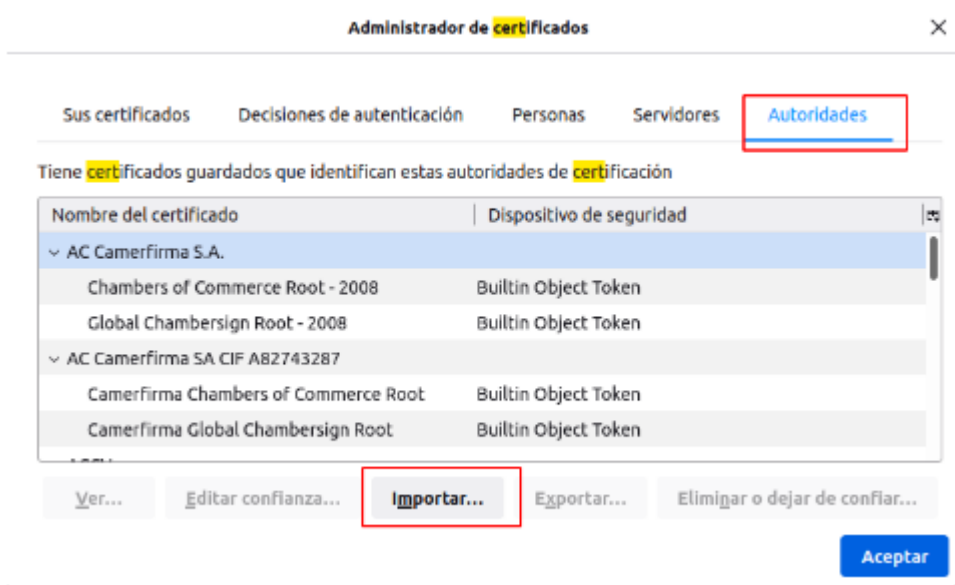 Administrador de certificados
Sus certificados Decisiones de autenticación Personas Servidores Autoridades
Tiene certificados guardados que identifican estas autoridades de certificación
Nombre del certificado Dispositivo de seguridad
AC Camerfirma S.A.
Chambers of Commerce Root - 2008 Builtin Object Token
Global Chambersign Root - 2008 Builtin Object Token
AC Camerfirma SA CIF A82743287
Camerfirma Chambers of Commerce Root Builtin Object Token
Camerfirma Global Chambersign Root Builtin Object Token
Ver... Editar confianza... Importar... Exportar... Eliminar o dejar de confiar...
Aceptar